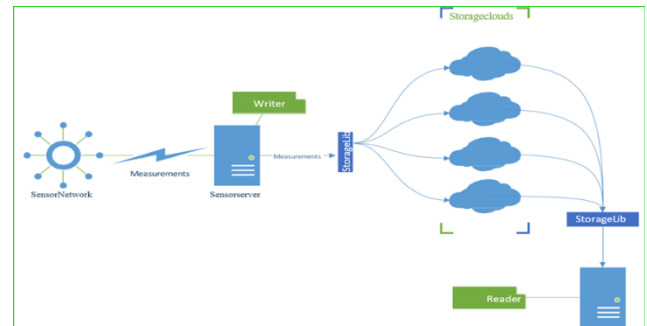 Storageclouds
Writer
StorageLib
Measurements
Measurements
SensorNetwork
Sensorserver
StorageLib
Reader